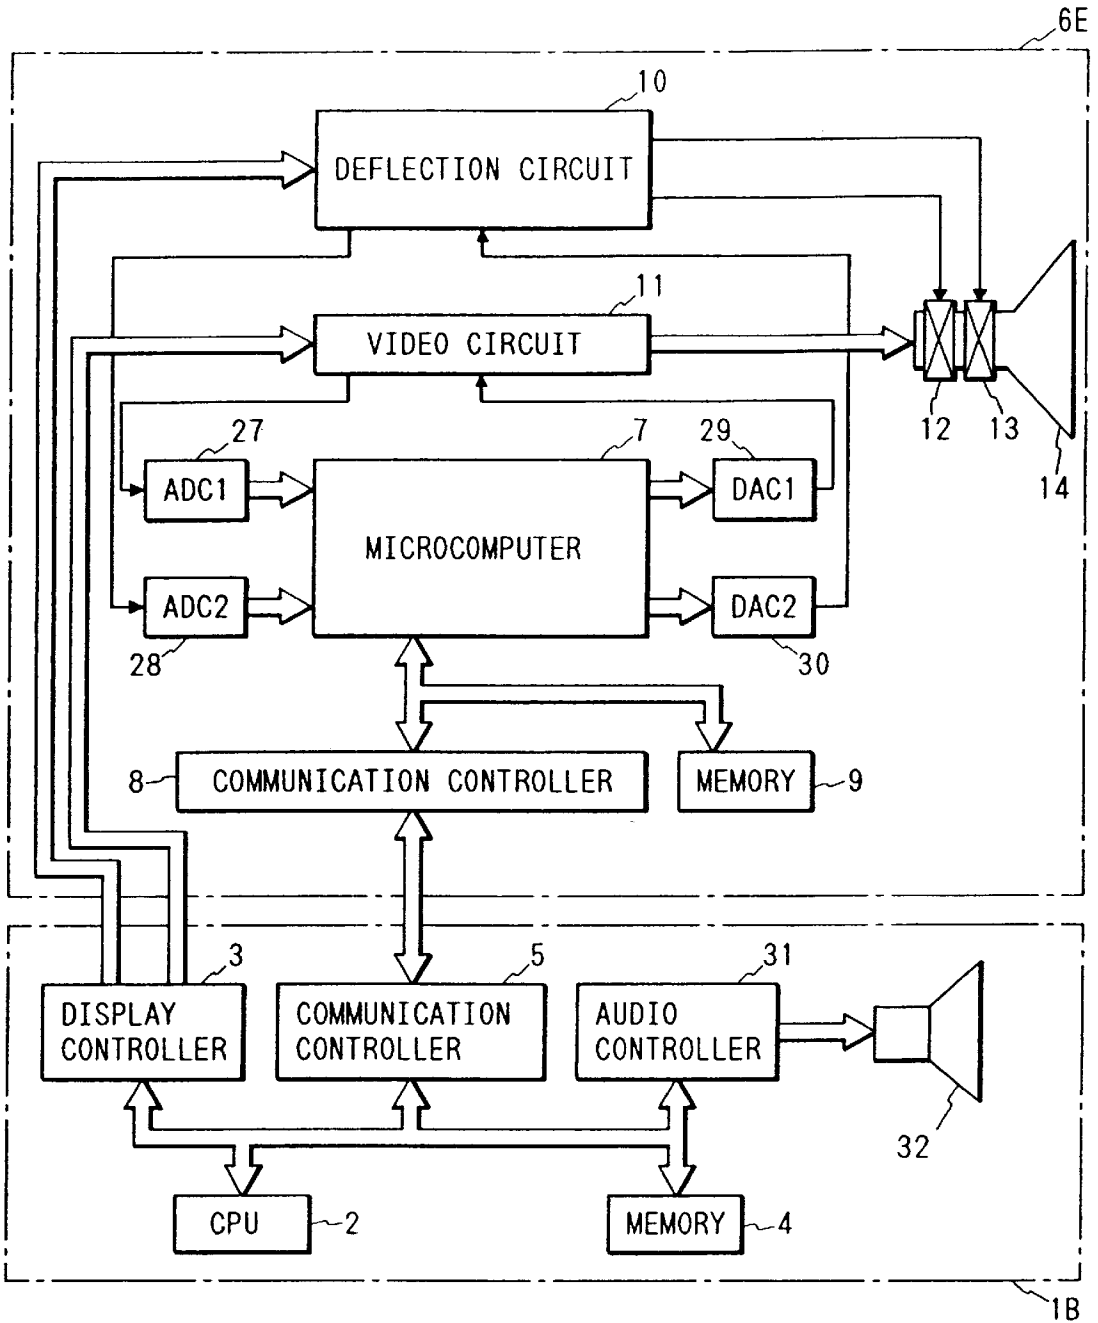 6E
10
DEFLECTION CIRCUIT
11
VIDEO CIRCUIT
12
13
14
27
7
29
ADC1
DAC1
MICROCOMPUTER
ADC2
DAC2
28
30
8
COMMUNICATION CONTROLLER
MEMORY
9
3
5
31
DISPLAY
CONTROLLER
COMMUNICATION
CONTROLLER
AUDIO
CONTROLLER
32
CPU
2
MEMORY
4
1B